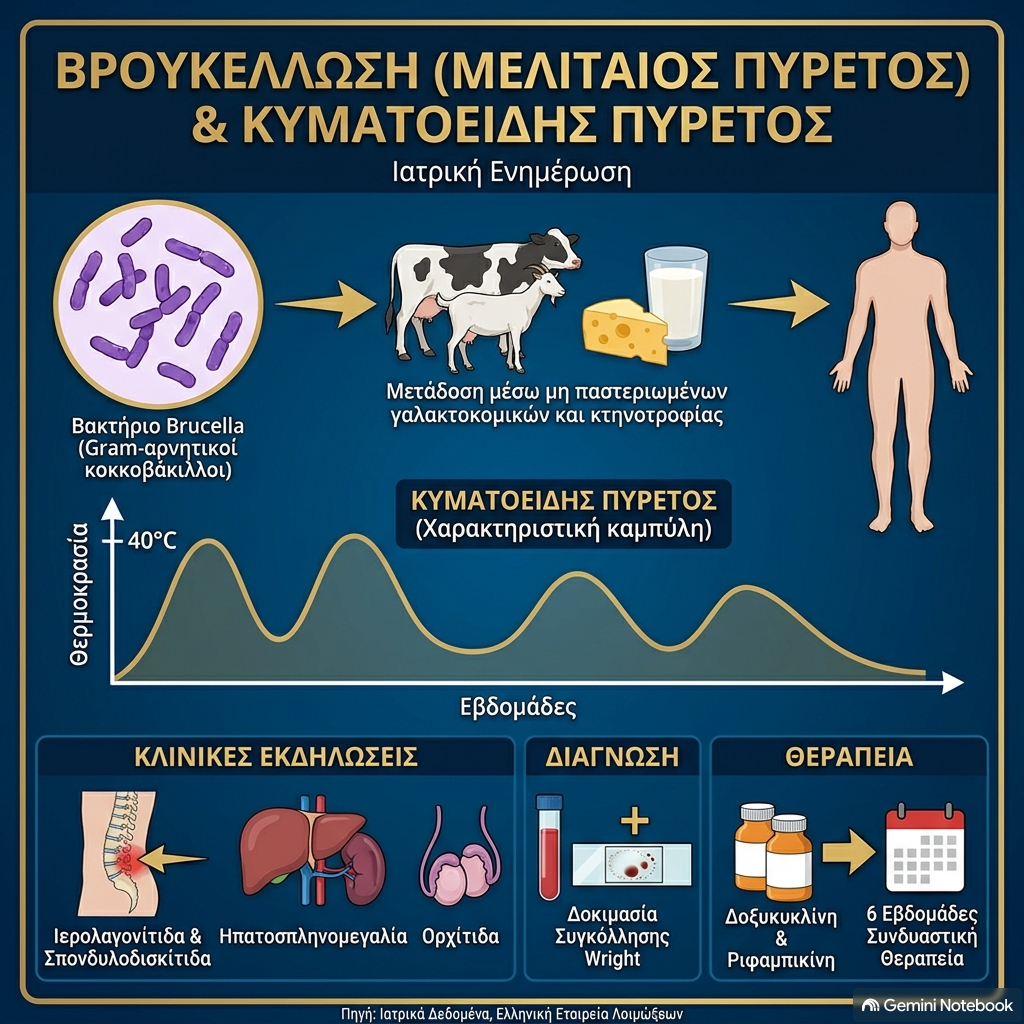 ΒΡΟΥΚΕΛΛΩΣΗ (ΜΕΛΙΤΑΙΟΣ ΠΥΡΕΤΟΣ)
& ΚΥΜΑΤΟΕΙΔΗΣ ΠΥΡΕΤΟΣ
Ιατρική Ενημέρωση
Βακτήριο Brucella
(Gram-αρνητικοί
κοκκοβάκιλλοι)
Μετάδοση μέσω μη παστεριωμένων
γαλακτοκομικών και κτηνοτροφίας
ΚΥΜΑΤΟΕΙΔΗΣ ΠΥΡΕΤΟΣ
(Χαρακτηριστική καμπύλη)
Θερμοκρασία
40°C
Εβδομάδες
ΚΛΙΝΙΚΕΣ ΕΚΔΗΛΩΣΕΙΣ
Ιερολαγονίτιδα &
Σπονδυλοδισκίτιδα
Ηπατοσπληνομεγαλία
Ορχίτιδα
ΔΙΑΓΝΩΣΗ
Δοκιμασία
Συγκόλλησης
Wright
ΘΕΡΑΠΕΙΑ
Δοξυκυκλίνη
&
Ριφαμπικίνη
6 Εβδομάδες
Συνδυαστική
Θεραπεία
Πηγή: Ιατρικά Δεδομένα, Ελληνική Εταιρεία Λοιμώξεων
Gemini Notebook